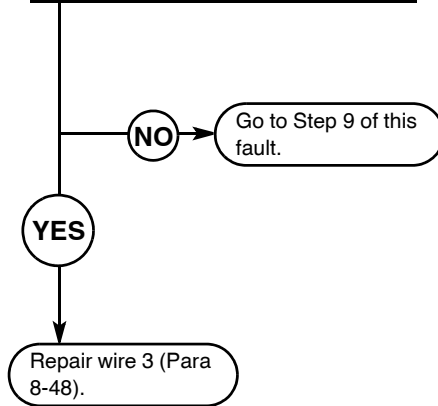 NO
Go to Step 9 of this
fault.
YES
Repair wire 3 (Para
8-48).